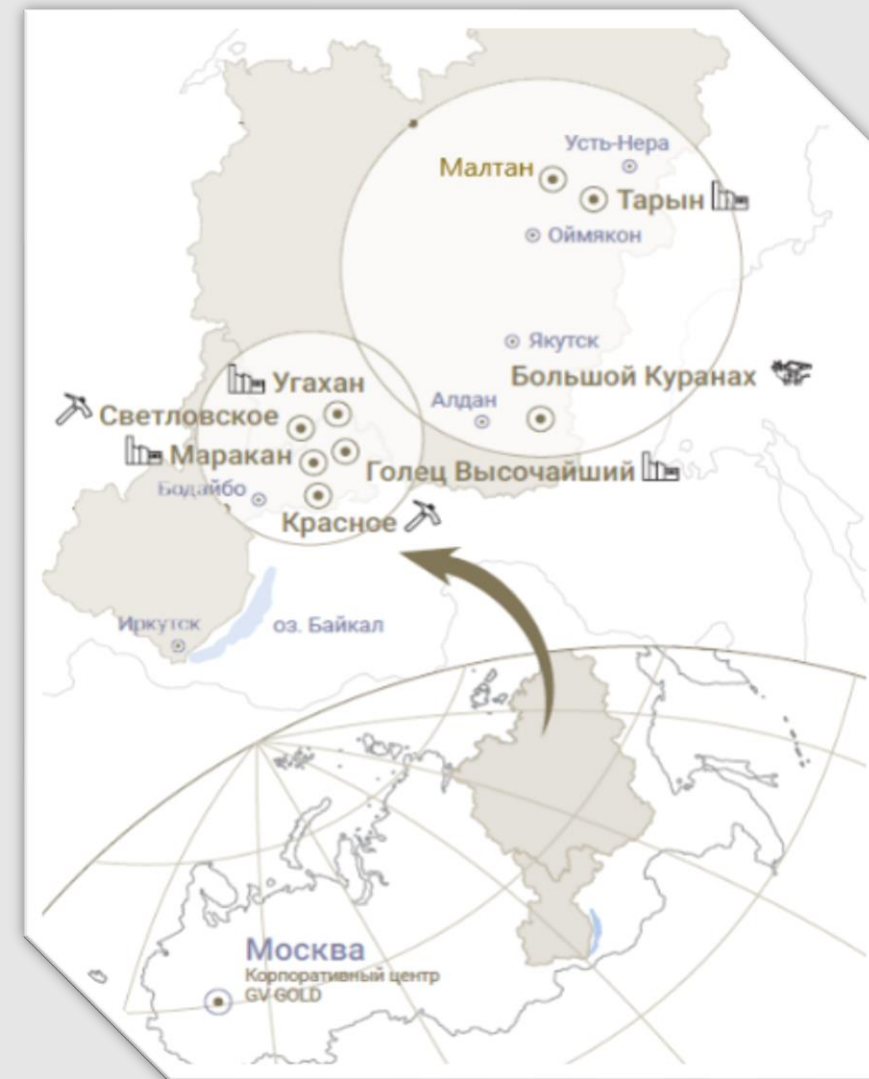 Усть-Нера
Малтан
Тарын
Оймякон
Якутск
Большой Куранах
Алдан
Угахан
Светловское
Маракан
Голец Высочайший
Бодайбо
Красное
Иркутск
оз. Байкал
Москва
Корпоративный центр
GV GOLD